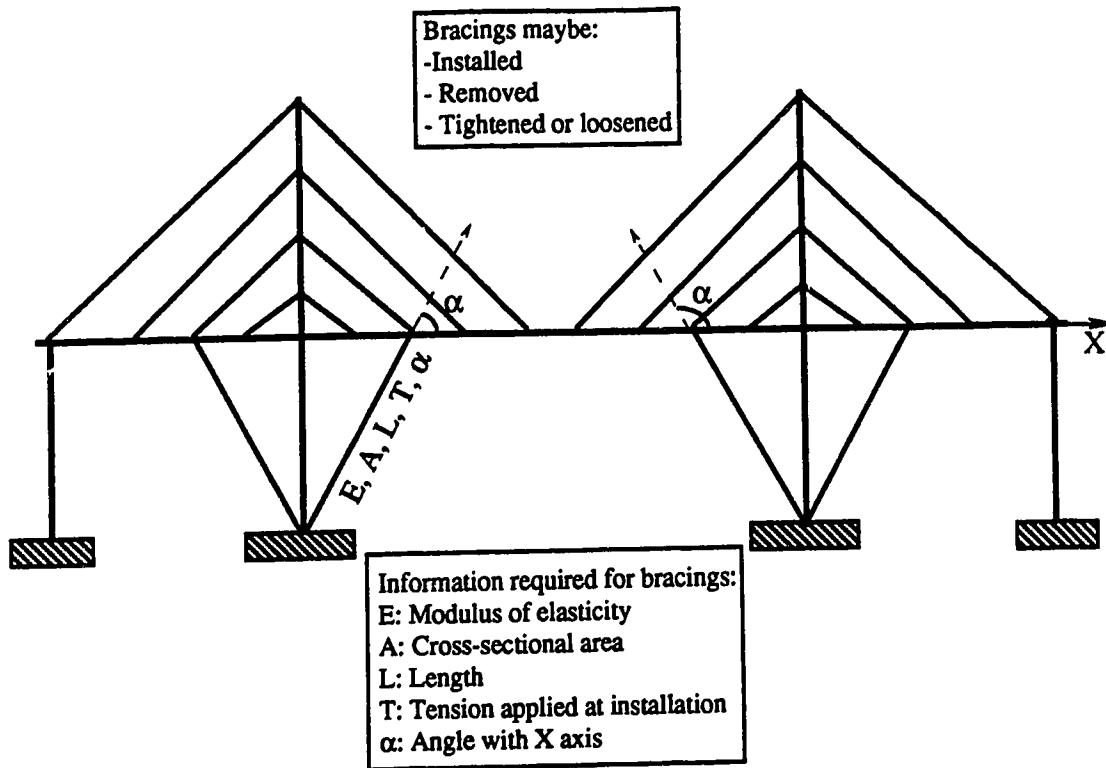 Bracings maybe:
-Installed
- Removed
- Tightened or loosened
α
α
X
E, A, L, T, α
Information required for bracings:
E: Modulus of elasticity
A: Cross-sectional area
L: Length
T: Tension applied at installation
α: Angle with X axis